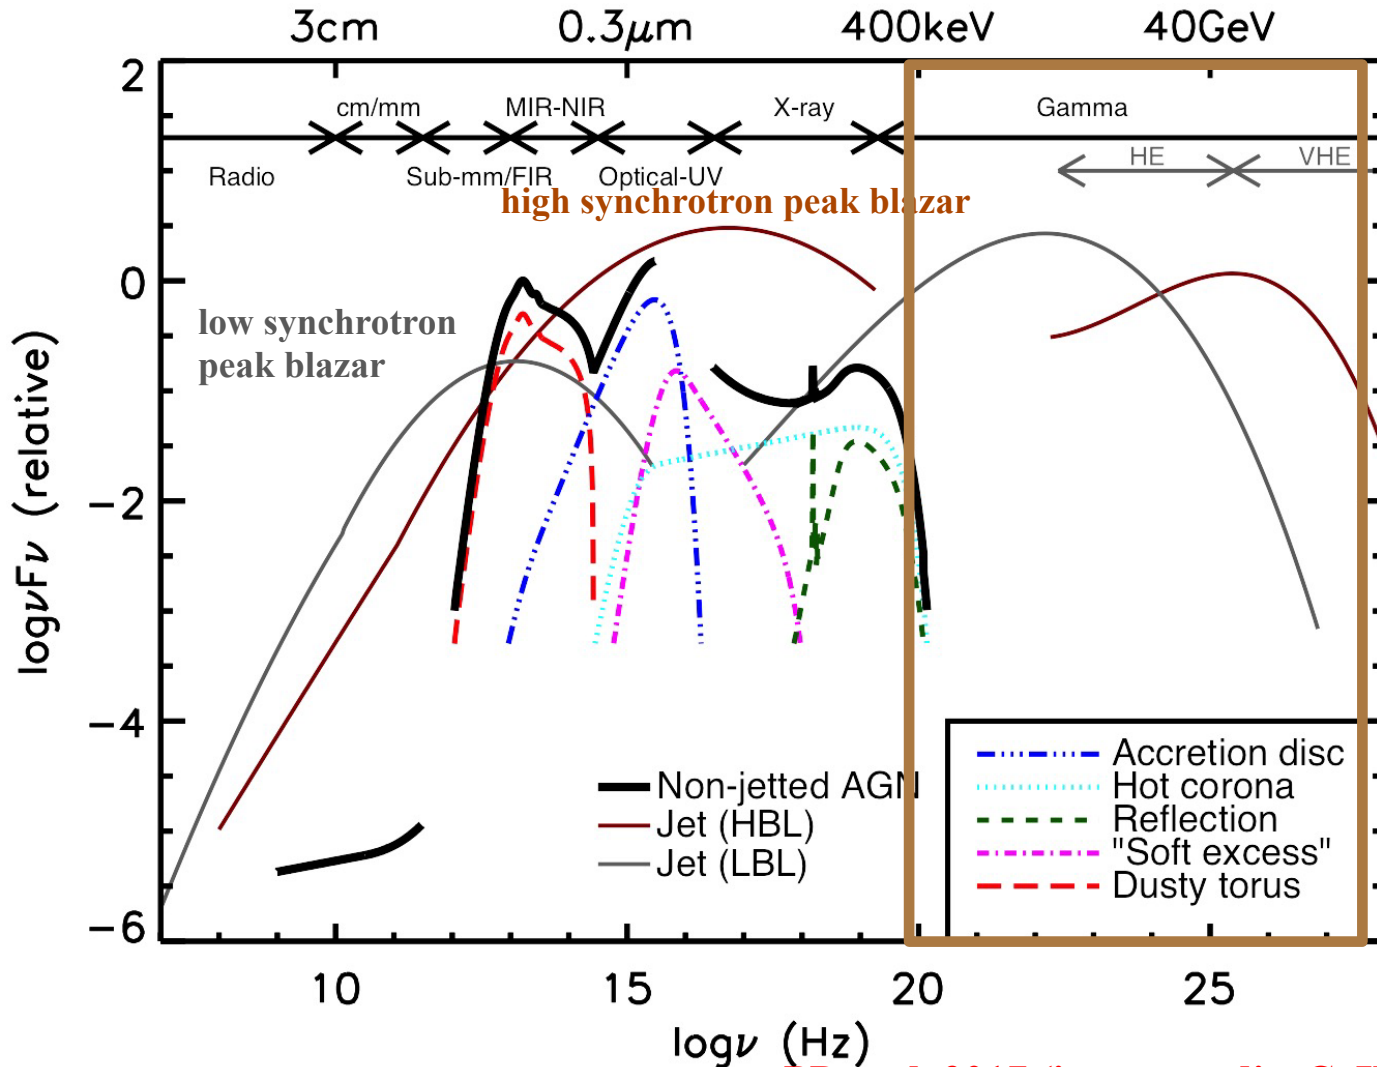 3cm 0.3μm 400keV 40GeV
2
cm/mm MIR-NIR X-ray Gamma
HE VHE
Radio Sub-mm/FIR Optical-UV
high synchrotron peak blazar
0
low synchrotron
peak blazar
logνFν (relative)
−2
−4
Non-jetted AGN
Jet (HBL)
Jet (LBL)
Accretion disc
Hot corona
Reflection
"Soft excess"
Dusty torus
−6
10 15 20 25
logν (Hz)